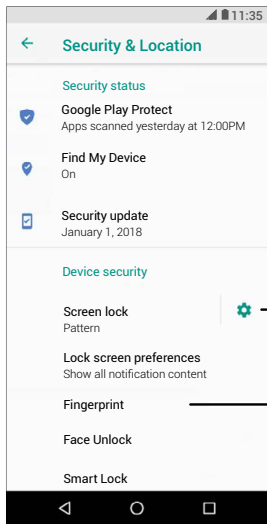 11:35
Security & Location
Security status
Google Play Protect
Apps scanned yesterday at 12:00PM
Find My Device
On
Security update
January 1, 2018
Device security
Screen lock
Pattern
Lock screen preferences
Show all notification content
Fingerprint
Face Unlock
Smart Lock